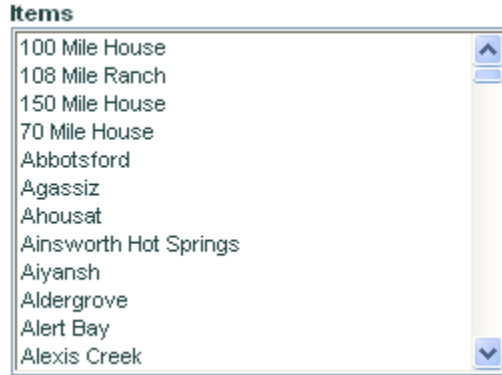 Items
100 Mile House
108 Mile Ranch
150 Mile House
70 Mile House
Abbotsford
Agassiz
Ahousat
Ainsworth Hot Springs
Aiyansh
Aldergrove
Alert Bay
Alexis Creek